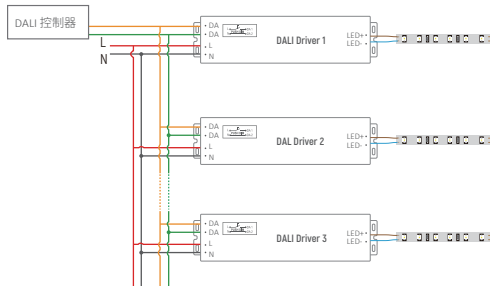 DALI 控制器
L
N
DA
DA
L
N
DALI Driver 1
LED+
LED-
DA
DA
L
N
DAL Driver 2
LED+
LED-
DA
DA
L
N
DALI Driver 3
LED+
LED-